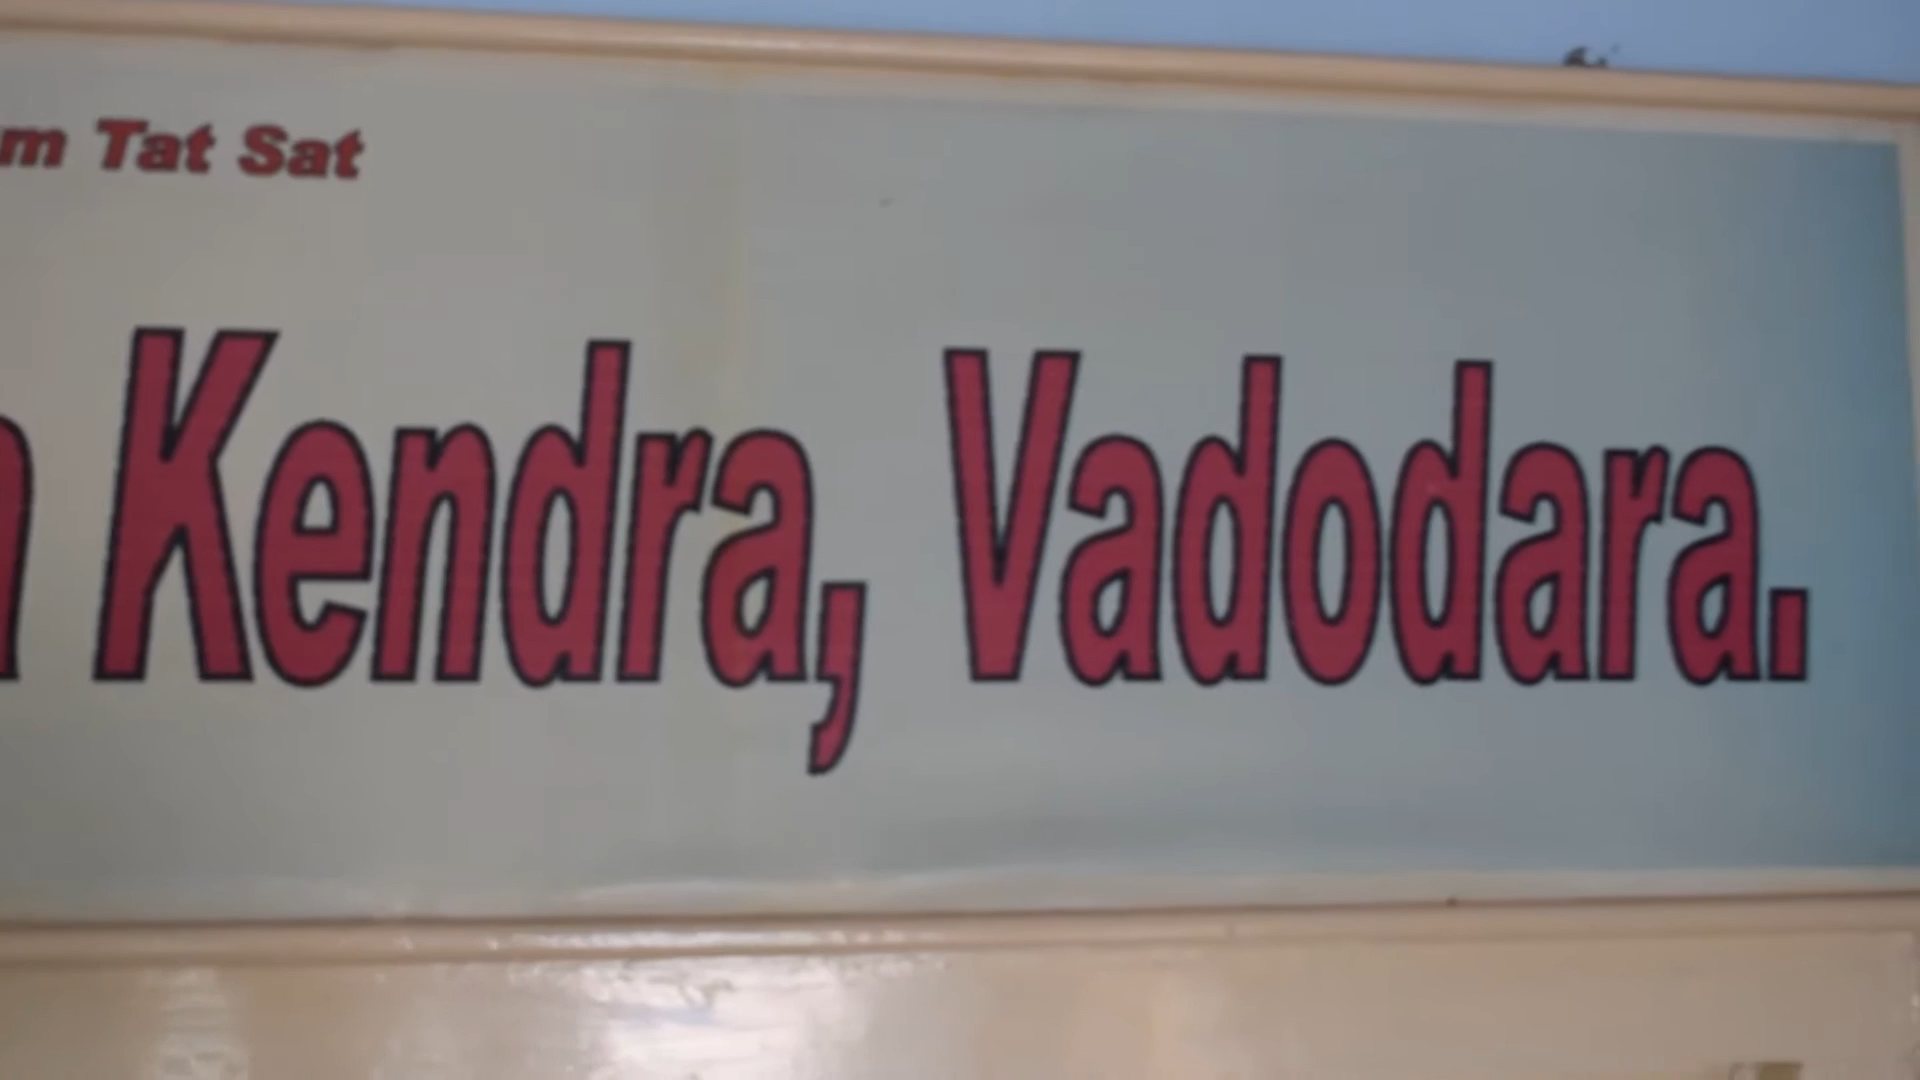 m Tat Sat
Kendra, Vadodara.